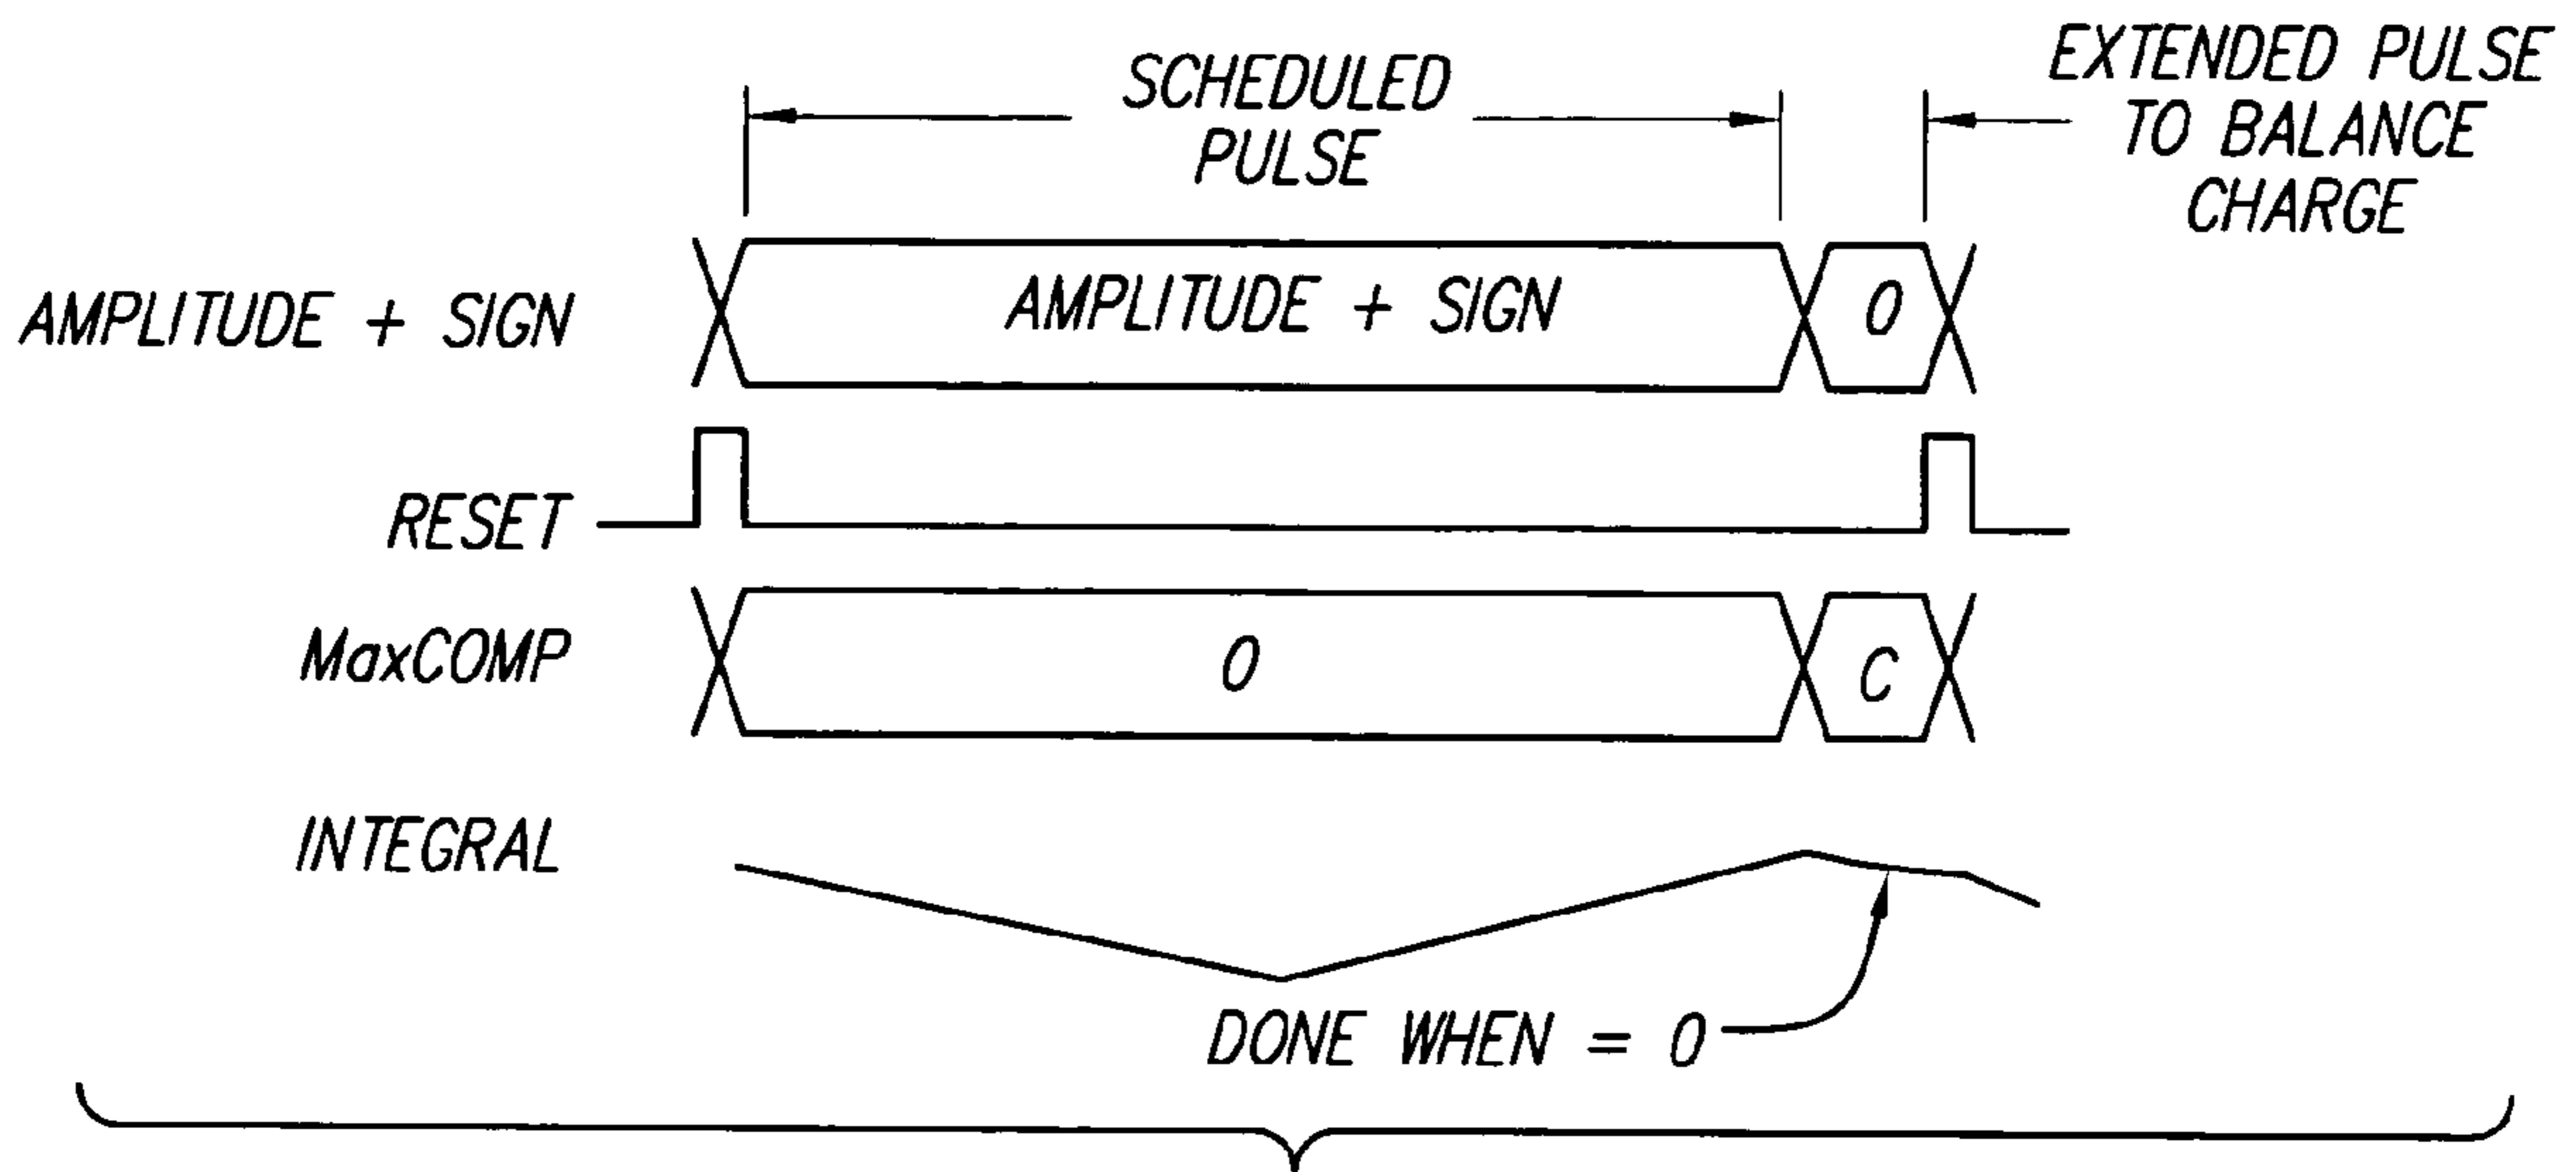 SCHEDULED
PULSE
EXTENDED PULSE
TO BALANCE
CHARGE
AMPLITUDE + SIGN
AMPLITUDE + SIGN
0
RESET
MaxCOMP
0
C
INTEGRAL
DONE WHEN = 0